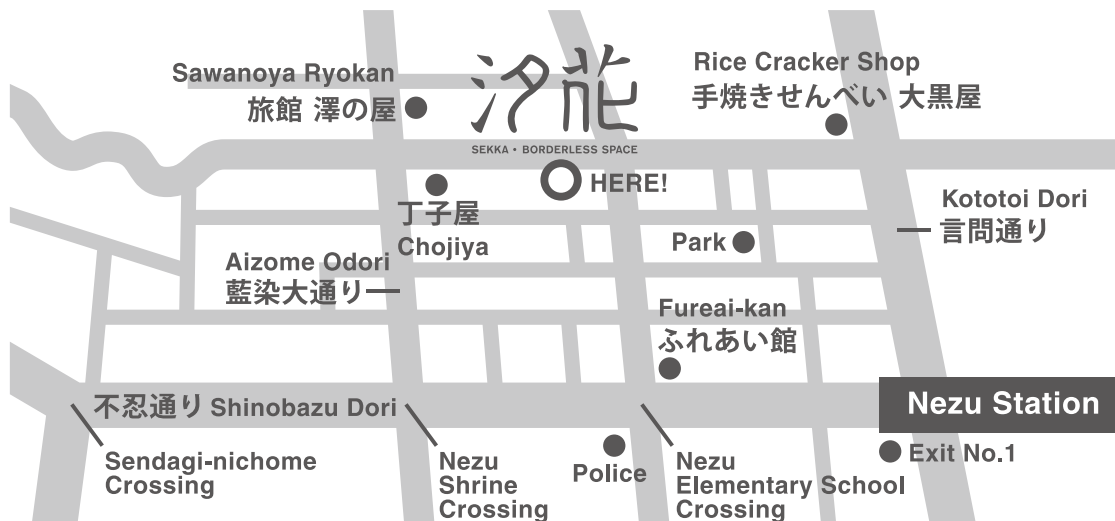 Sawanoya Ryokan
旅館 澤の屋
汐花
SEKKA・BORDERLESS SPACE
HERE!
Rice Cracker Shop
手焼きせんべい 大黒屋
丁子屋
Chojiya
Kototoi Dori
言問通り
Park
Aizome Odori
藍染大通り
Fureai-kan
ふれあい館
不忍通り Shinobazu Dori
Nezu Station
Exit No.1
Sendagi-nichome
Crossing
Nezu
Shrine
Crossing
Police
Nezu
Elementary School
Crossing